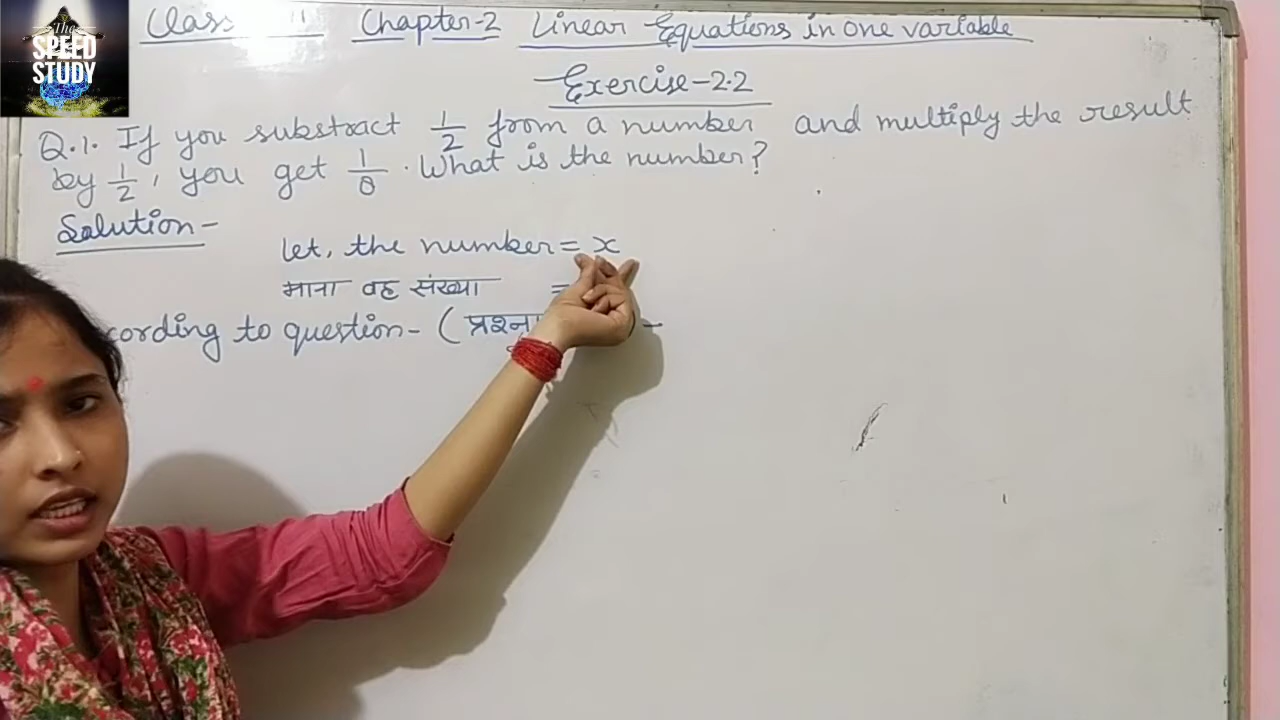 The
SPEED
STUDY
Class 11 Chapter-2 Linear Equations in one variable
Exercise-2.2
Q.1. If you substract 1/2 from a number and multiply the result
by 1/2, you get 1/8. What is the number?
Solution-
Let, the number = x
माना वह संख्या =
cording to question- ( प्रश्ना ) -